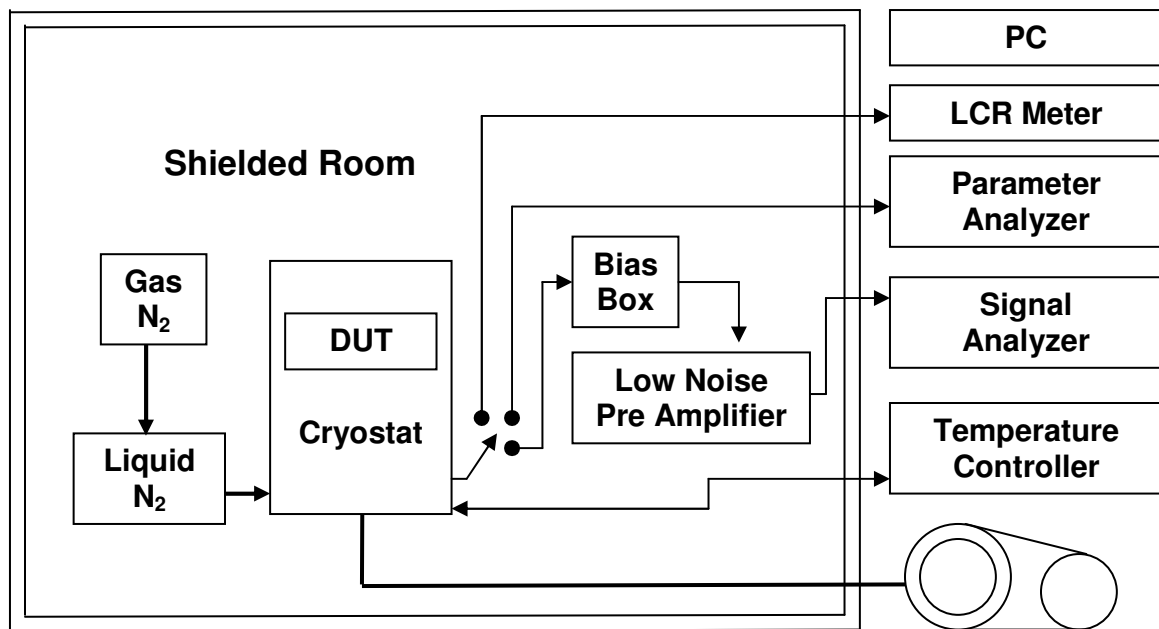 PC
LCR Meter
Shielded Room
Parameter
Analyzer
Gas
N₂
Bias
Box
DUT
Signal
Analyzer
Low Noise
Pre Amplifier
Cryostat
Liquid
N₂
Temperature
Controller